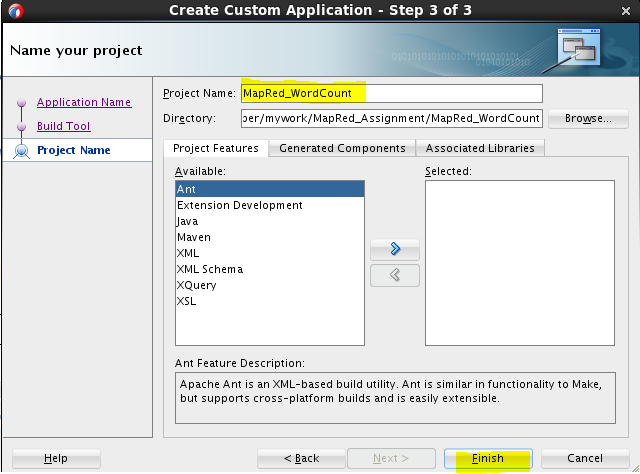 Create Custom Application - Step 3 of 3
Name your project
Application Name
Build Tool
Project Name
Project Name: MapRed_WordCount
Directory: per/mywork/MapRed_Assignment/MapRed_WordCount Browse...
Project Features Generated Components Associated Libraries
Available: Selected:
Ant
Extension Development
Java
Maven
XML
XML Schema
XQuery
XSL
Ant Feature Description:
Apache Ant is an XML-based build utility. Ant is similar in functionality to Make,
but supports cross-platform builds and is easily extensible.
Help < Back Next > Finish Cancel